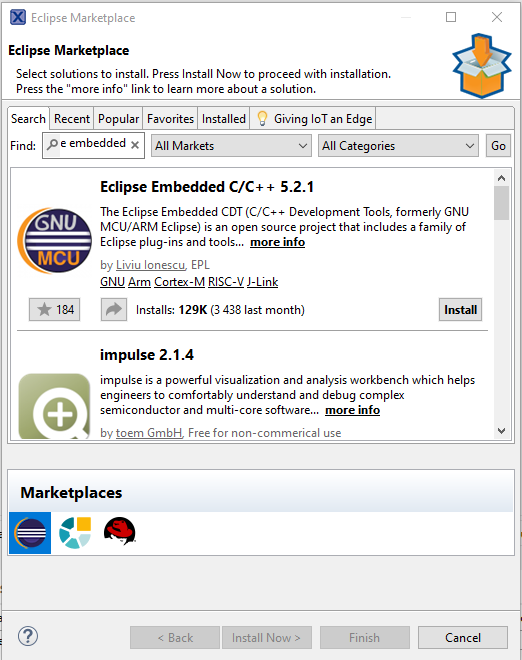 Eclipse Marketplace
Eclipse Marketplace
Select solutions to install. Press Install Now to proceed with installation.
Press the "more info" link to learn more about a solution.
Search Recent Popular Favorites Installed Giving IoT an Edge
Find: e embedded All Markets All Categories Go
Eclipse Embedded C/C++ 5.2.1
The Eclipse Embedded CDT (C/C++ Development Tools, formerly GNU
MCU/ARM Eclipse) is an open source project that includes a family of
Eclipse plug-ins and tools... more info
GNU
MCU
by Liviu Ionescu, EPL
GNU Arm Cortex-M RISC-V J-Link
184 Installs: 129K (3 438 last month) Install
impulse 2.1.4
impulse is a powerful visualization and analysis workbench which helps
engineers to comfortably understand and debug complex
semiconductor and multi-core software... more info
by toem GmbH, Free for non-commerical use
Marketplaces
? < Back Install Now > Finish Cancel